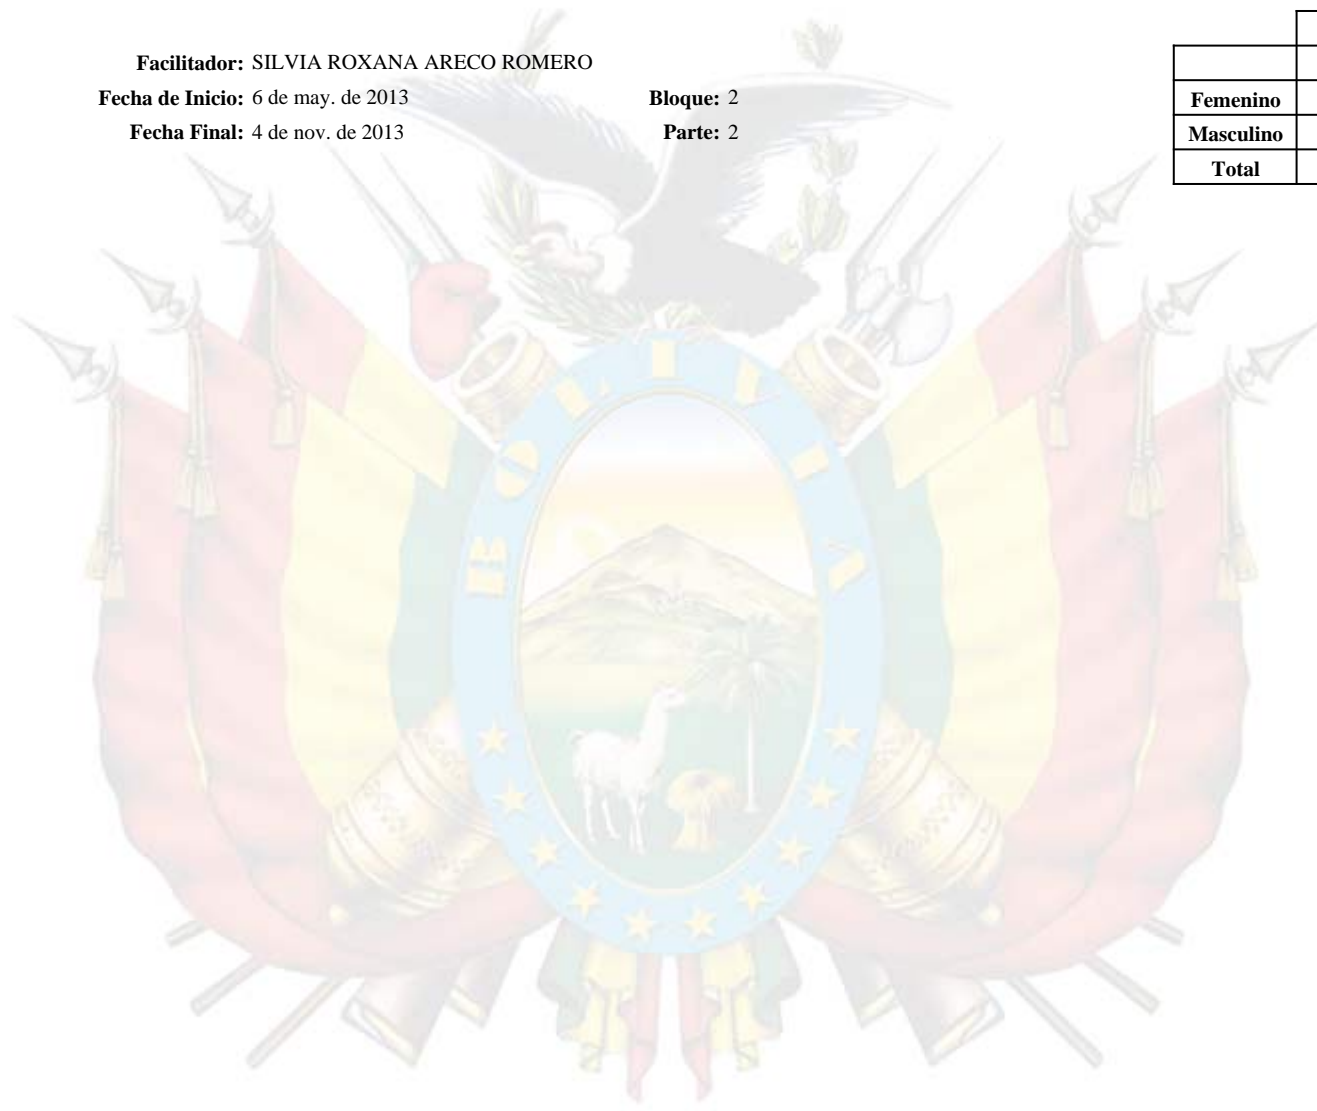 Facilitador: SILVIA ROXANA ARECO ROMERO
Fecha de Inicio: 6 de may. de 2013 Bloque: 2
Fecha Final: 4 de nov. de 2013 Parte: 2
Femenino
Masculino
Total
BOLIVIA